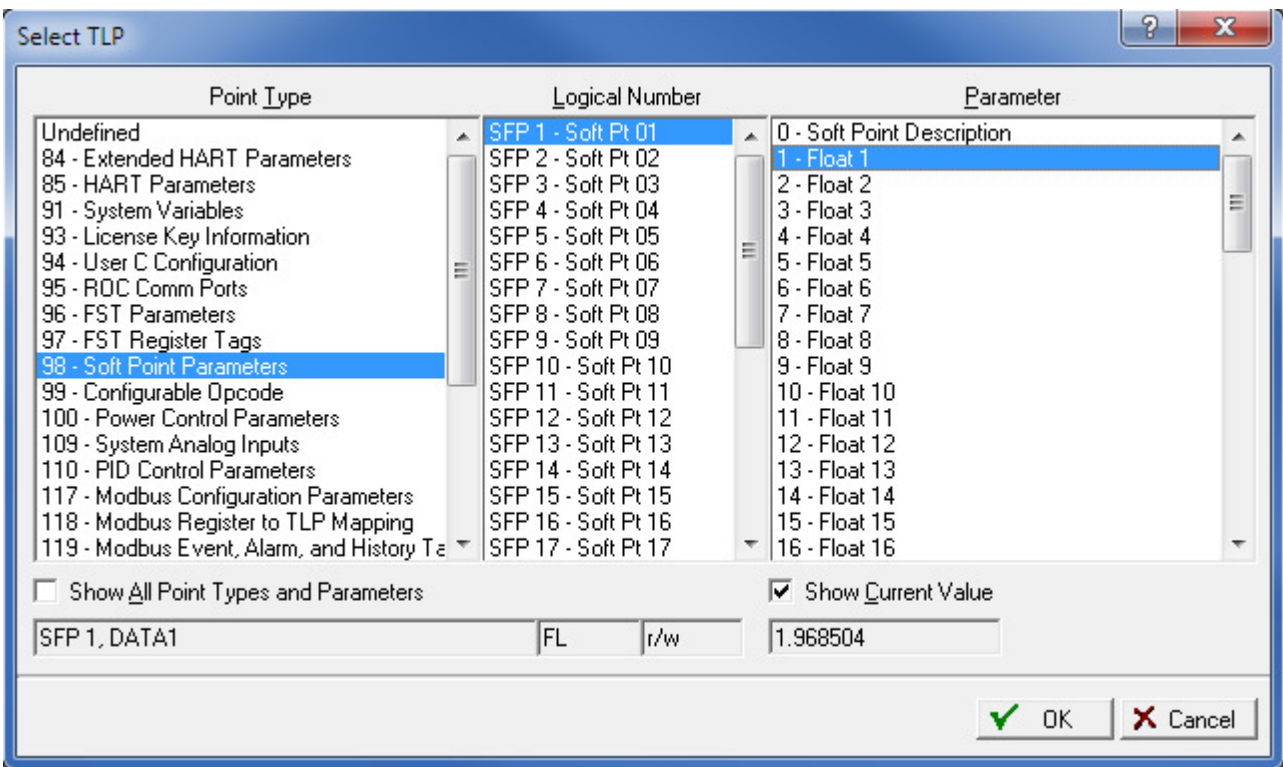 Select TLP
Point Type
Logical Number
Parameter
Undefined
84 - Extended HART Parameters
85 - HART Parameters
91 - System Variables
93 - License Key Information
94 - User C Configuration
95 - ROC Comm Ports
96 - FST Parameters
97 - FST Register Tags
98 - Soft Point Parameters
99 - Configurable Opcode
100 - Power Control Parameters
109 - System Analog Inputs
110 - PID Control Parameters
117 - Modbus Configuration Parameters
118 - Modbus Register to TLP Mapping
119 - Modbus Event, Alarm, and History Ta
SFP 1 - Soft Pt 01
SFP 2 - Soft Pt 02
SFP 3 - Soft Pt 03
SFP 4 - Soft Pt 04
SFP 5 - Soft Pt 05
SFP 6 - Soft Pt 06
SFP 7 - Soft Pt 07
SFP 8 - Soft Pt 08
SFP 9 - Soft Pt 09
SFP 10 - Soft Pt 10
SFP 11 - Soft Pt 11
SFP 12 - Soft Pt 12
SFP 13 - Soft Pt 13
SFP 14 - Soft Pt 14
SFP 15 - Soft Pt 15
SFP 16 - Soft Pt 16
SFP 17 - Soft Pt 17
0 - Soft Point Description
1 - Float 1
2 - Float 2
3 - Float 3
4 - Float 4
5 - Float 5
6 - Float 6
7 - Float 7
8 - Float 8
9 - Float 9
10 - Float 10
11 - Float 11
12 - Float 12
13 - Float 13
14 - Float 14
15 - Float 15
16 - Float 16
Show All Point Types and Parameters
Show Current Value
SFP 1, DATA1
FL
r/w
1.968504
OK
Cancel